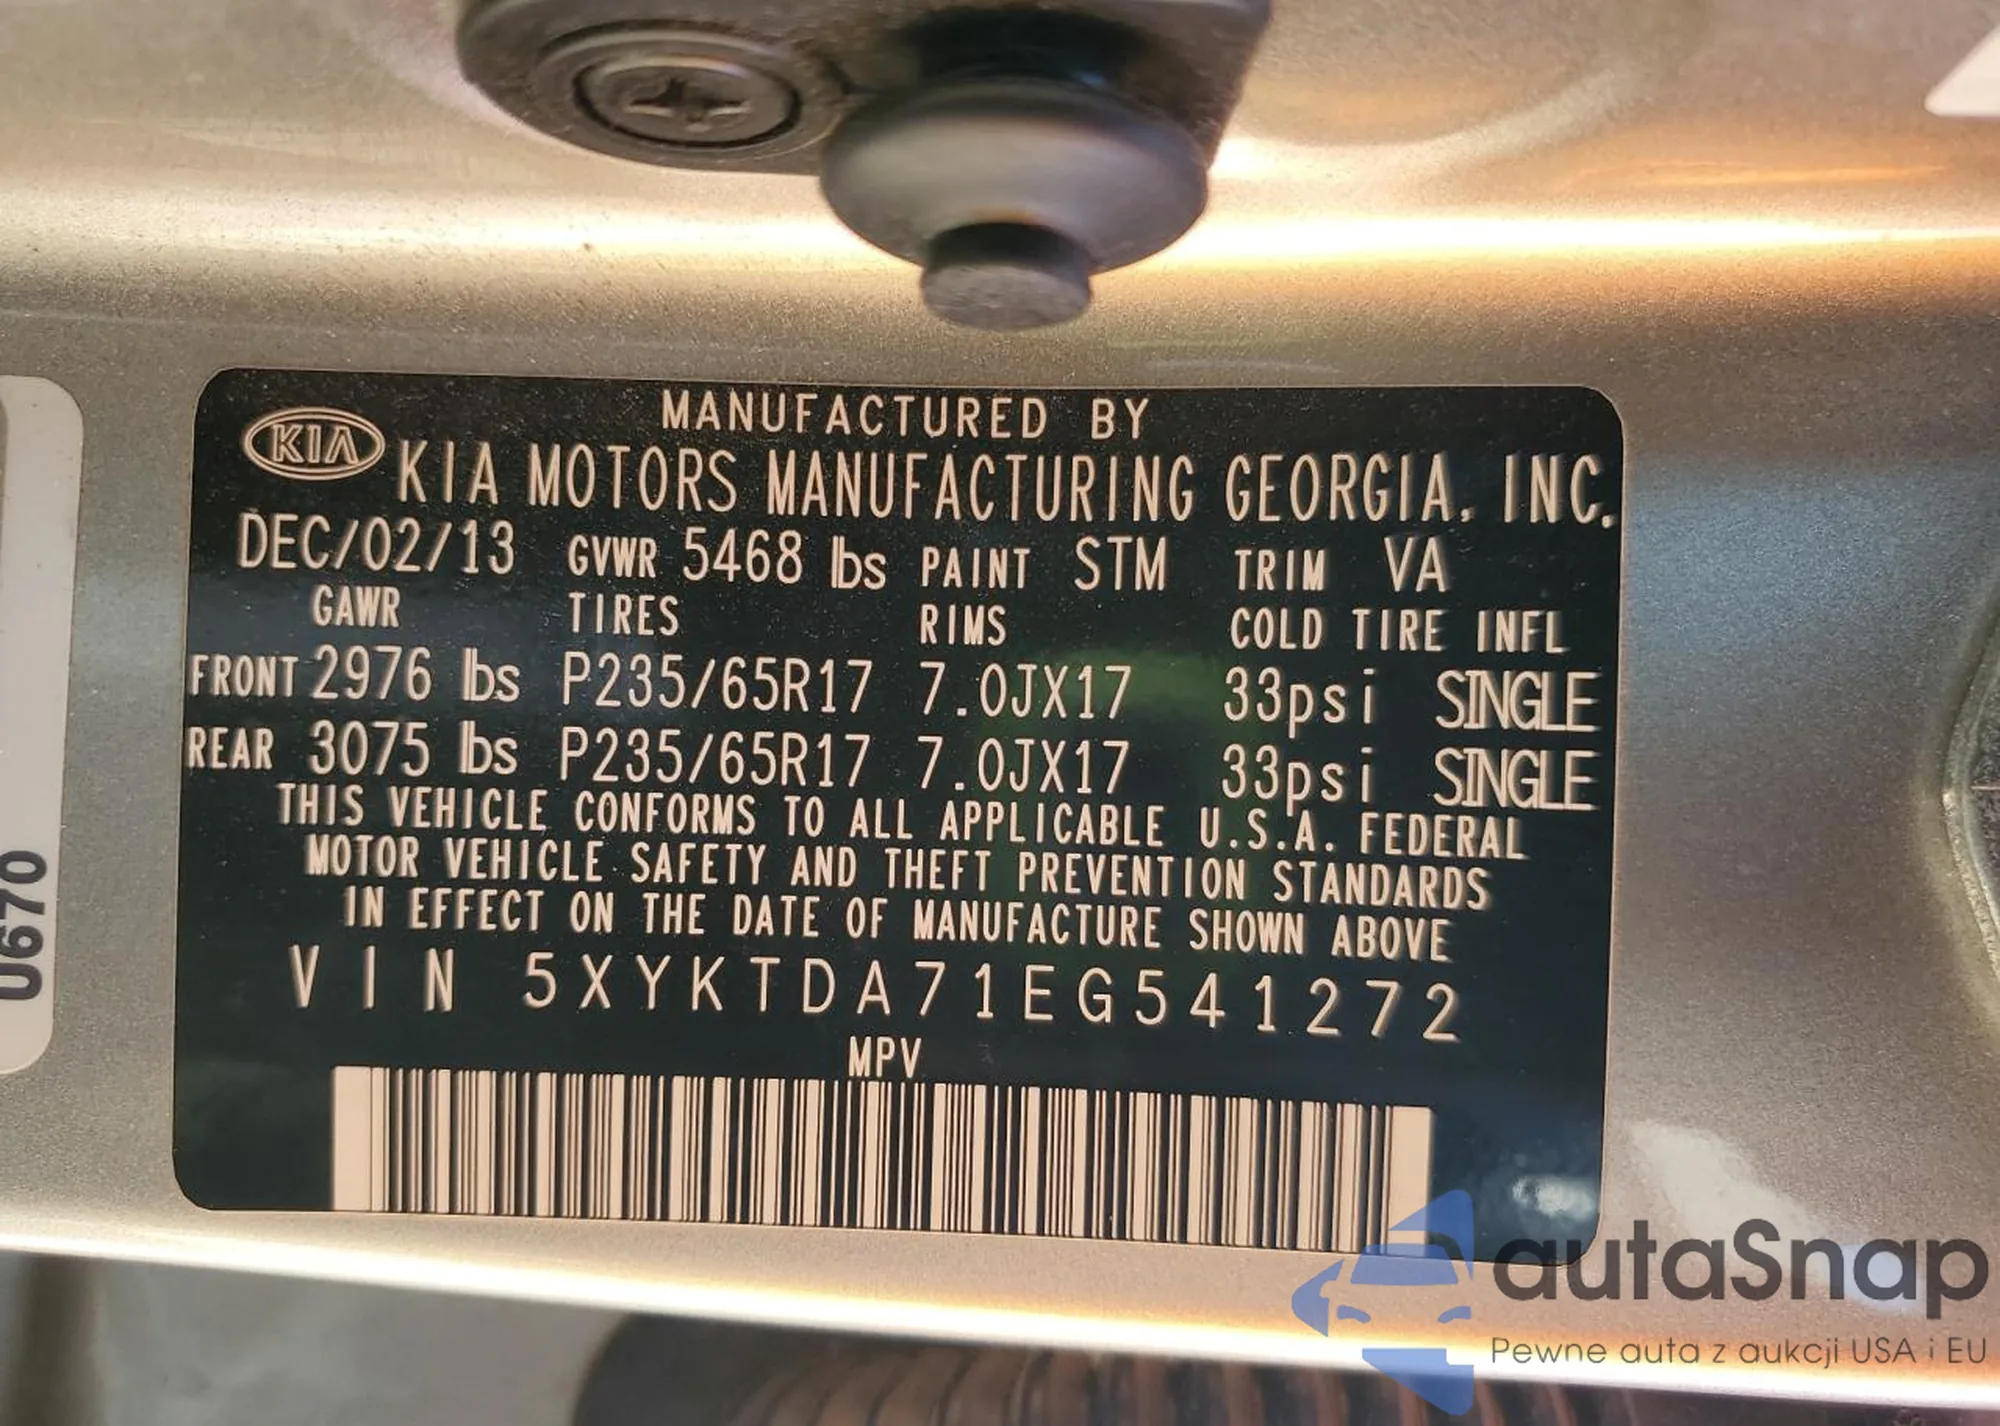 MANUFACTURED BY
KIA
KIA MOTORS MANUFACTURING GEORGIA, INC.
DEC/02/13 GVWR 5468 lbs PAINT STM TRIM VA
GAWR TIRES RIMS COLD TIRE INFL
FRONT 2976 lbs P235/65R17 7.0JX17 33psi SINGLE
REAR 3075 lbs P235/65R17 7.0JX17 33psi SINGLE
THIS VEHICLE CONFORMS TO ALL APPLICABLE U.S.A. FEDERAL
MOTOR VEHICLE SAFETY AND THEFT PREVENTION STANDARDS
IN EFFECT ON THE DATE OF MANUFACTURE SHOWN ABOVE
VIN 5XYKTDA71EG541272
MPV
U670
autaSnap
Pewne auta z aukcji USA i EU